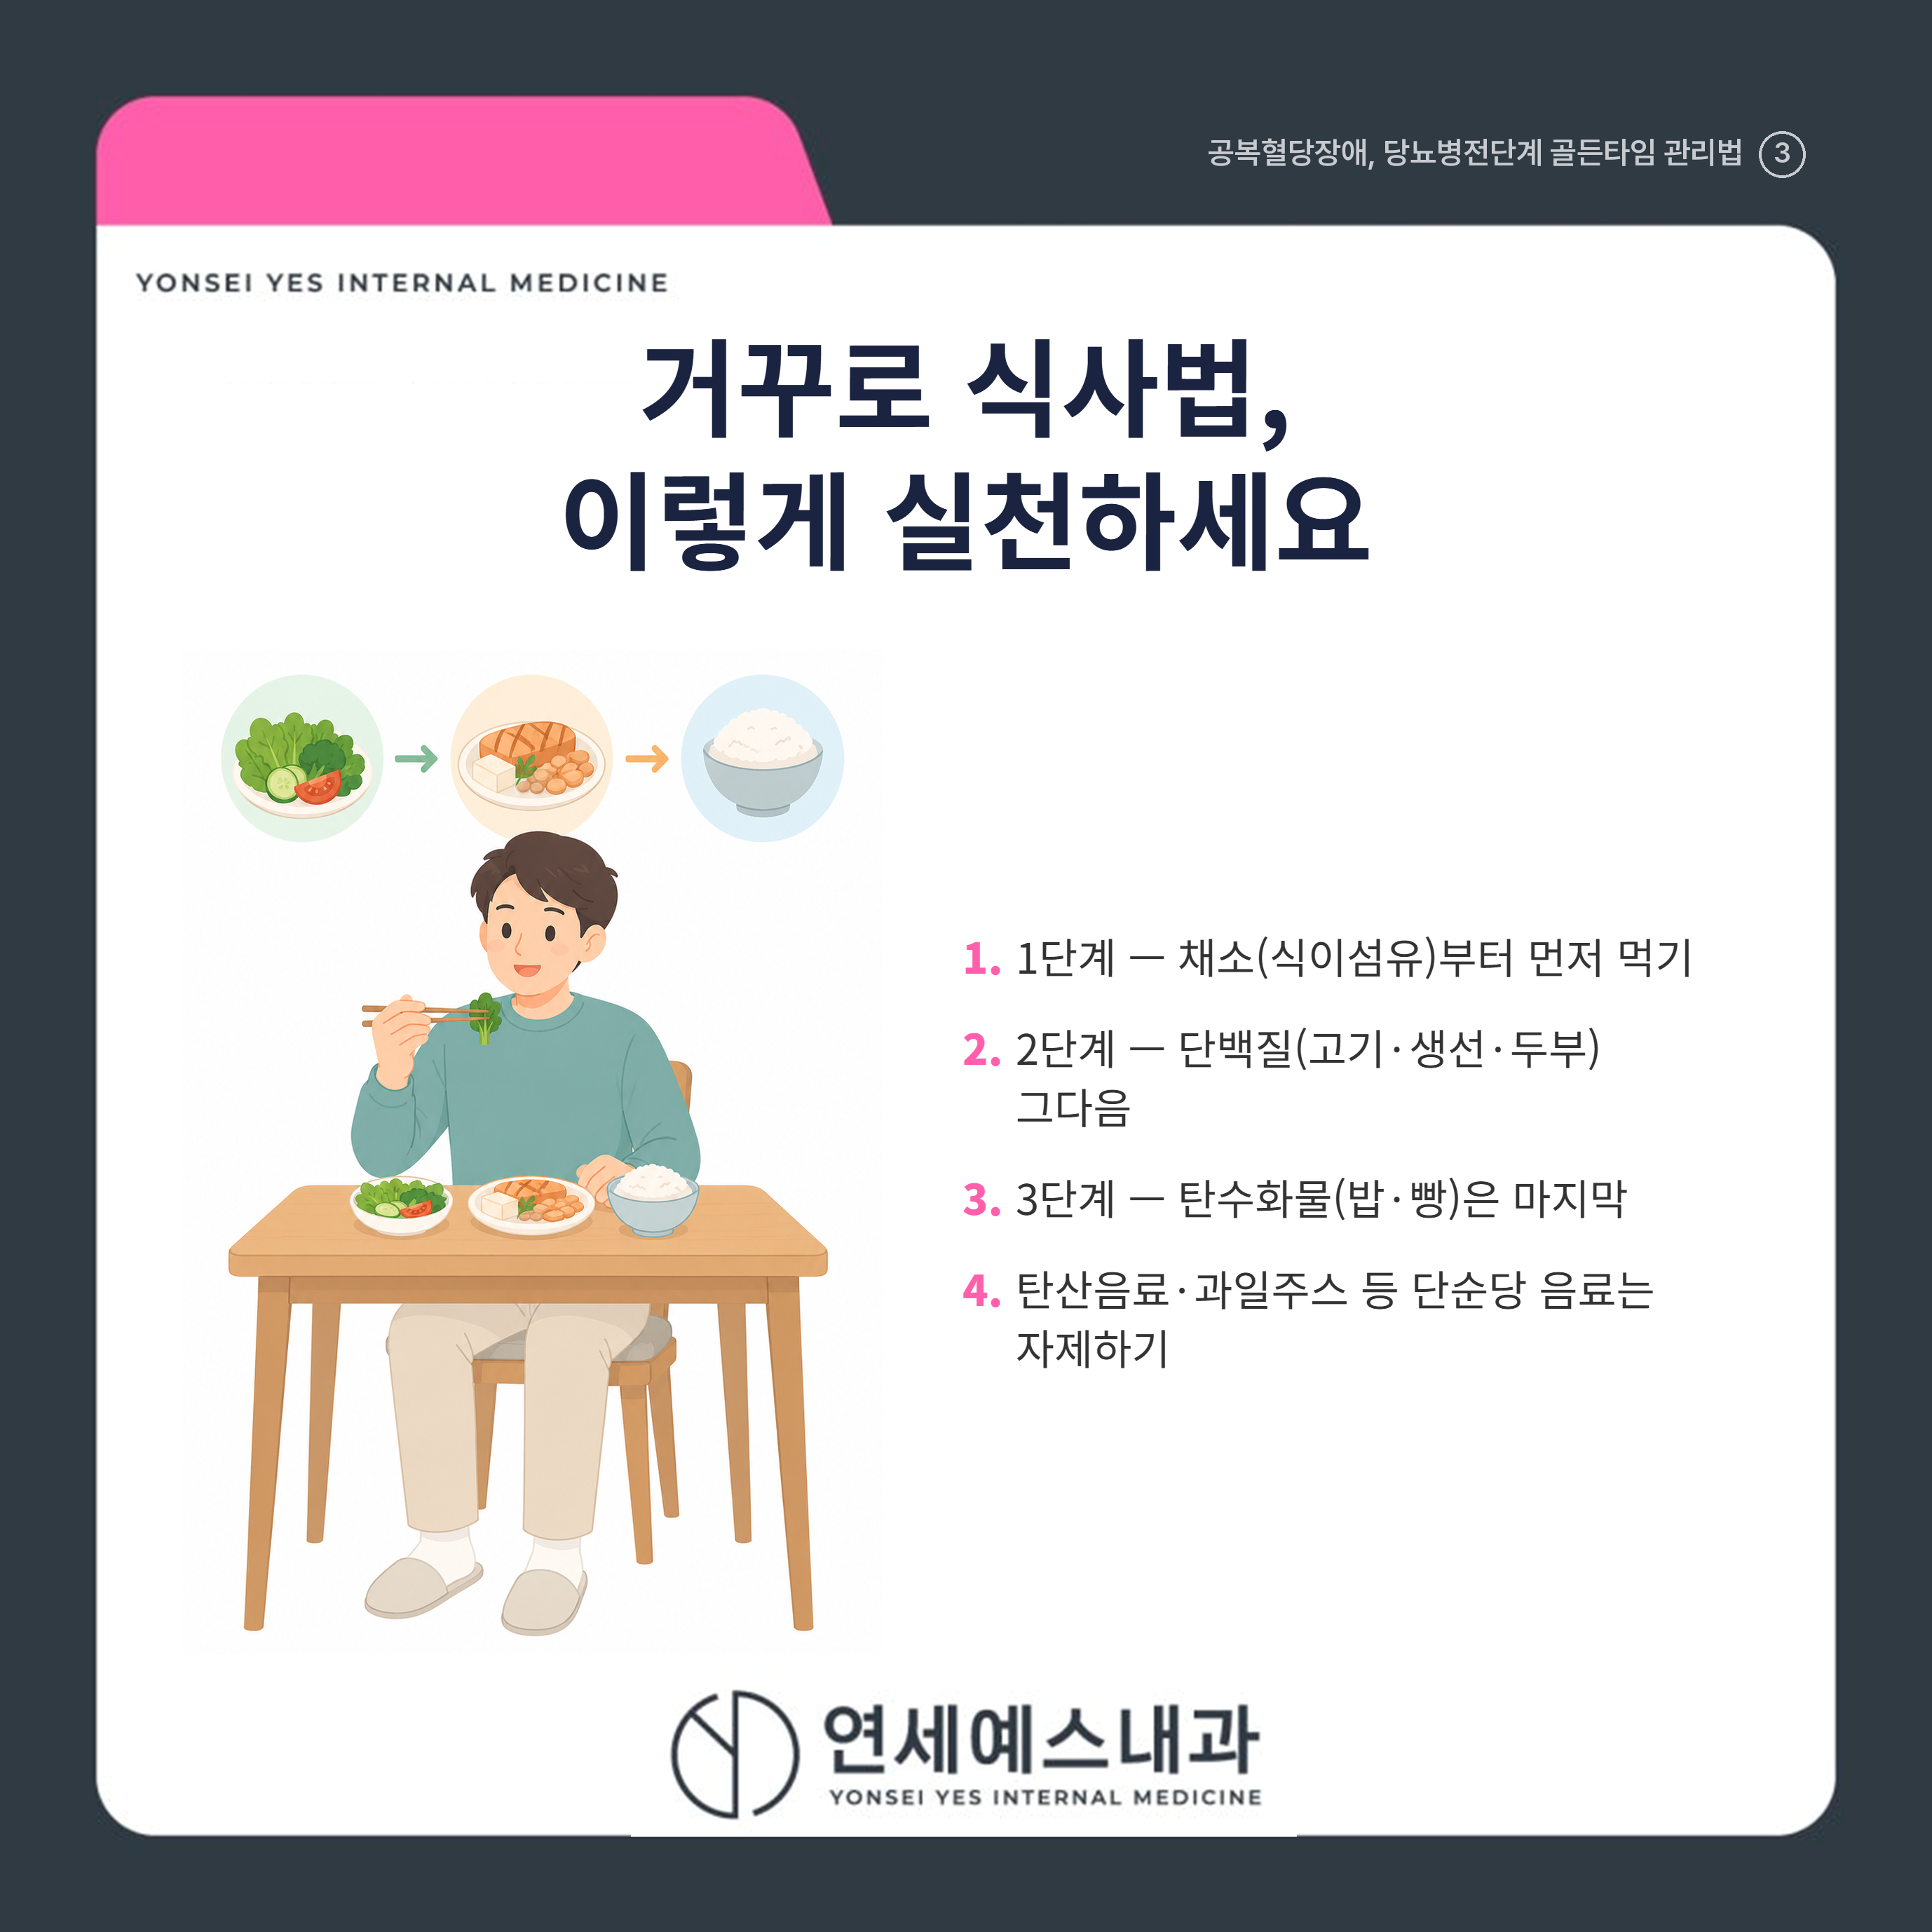 공복혈당장애, 당뇨병전단계 골든타임 관리법 3
YONSEI YES INTERNAL MEDICINE
거꾸로 식사법,
이렇게 실천하세요
1. 1단계 — 채소(식이섬유)부터 먼저 먹기
2. 2단계 — 단백질(고기·생선·두부)
그다음
3. 3단계 — 탄수화물(밥·빵)은 마지막
4. 탄산음료·과일주스 등 단순당 음료는
자제하기
연세예스내과
YONSEI YES INTERNAL MEDICINE